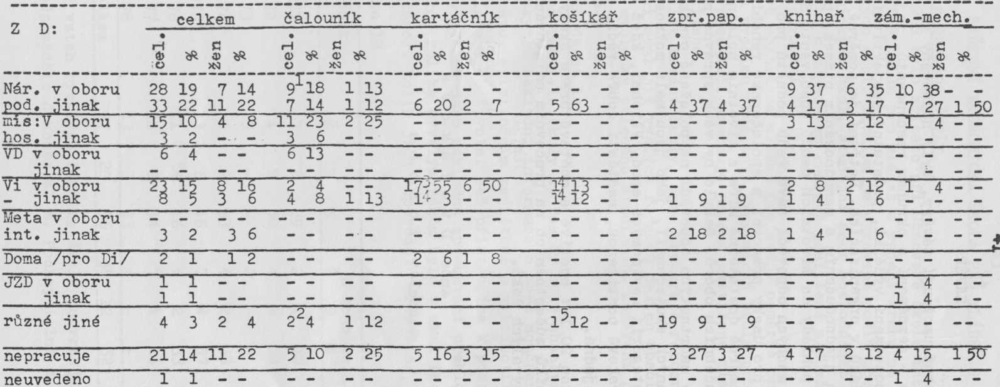 Z D: celkem čalouník kartáčník košíkář zpr.pap. knihař zám.-mech.
cel. % žen % cel. % žen % cel. % žen % cel. % žen % cel. % žen % cel. % žen % cel. % žen %
Nár. v oboru 28 19 7 14 9¹ 18 1 13 - - - - - - - - - - - - 9 37 6 35 10 38 - -
pod. jinak 33 22 11 22 7 14 1 12 6 20 2 7 5 63 - - 4 37 4 37 4 17 3 17 7 27 1 50
mís:V oboru 15 10 4 8 11 23 2 25 - - - - - - - - - - - - 3 13 2 12 1 4 - -
hos. jinak 3 2 - - 3 6 - - - - - - - - - - - - - - - - - - - - - -
VD v oboru 6 4 - - 6 13 - - - - - - - - - - - - - - - - - - - - - -
jinak - - - - - - - - - - - - - - - - - - - - - - - - - - - -
Vi v oboru 23 15 8 16 2 4 - - 17³ 55 6 50 1⁴ 13 - - - - - - 2 8 2 12 1 4 - -
- jinak 8 5 3 6 4 8 1 13 1⁴ 3 - - 1⁴ 12 - - 1 9 1 9 1 4 1 6 - - - -
Meta v oboru - - - - - - - - - - - - - - - - - - - - - - - - - - - -
int. jinak 3 2 3 6 - - - - - - - - - - - - 2 18 2 18 1 4 1 6 - - - -
Doma /pro Di/ 2 1 1 2 - - - - 2 6 1 8 - - - - - - - - - - - - - - - -
JZD v oboru 1 1 - - - - - - - - - - - - - - - - - - - - - - 1 4 - -
jinak 1 1 - - - - - - - - - - - - - - - - - - - - - - 1 4 - -
různé jiné 4 3 2 4 2² 4 1 12 - - - - 1⁵ 12 - - 19 9 1 9 - - - - - - - -
nepracuje 21 14 11 22 5 10 2 25 5 16 3 15 - - - - 3 27 3 27 4 17 2 12 4 15 1 50
neuvedeno 1 1 - - - - - - - - - - - - - - - - - - - - - - 1 4 - -